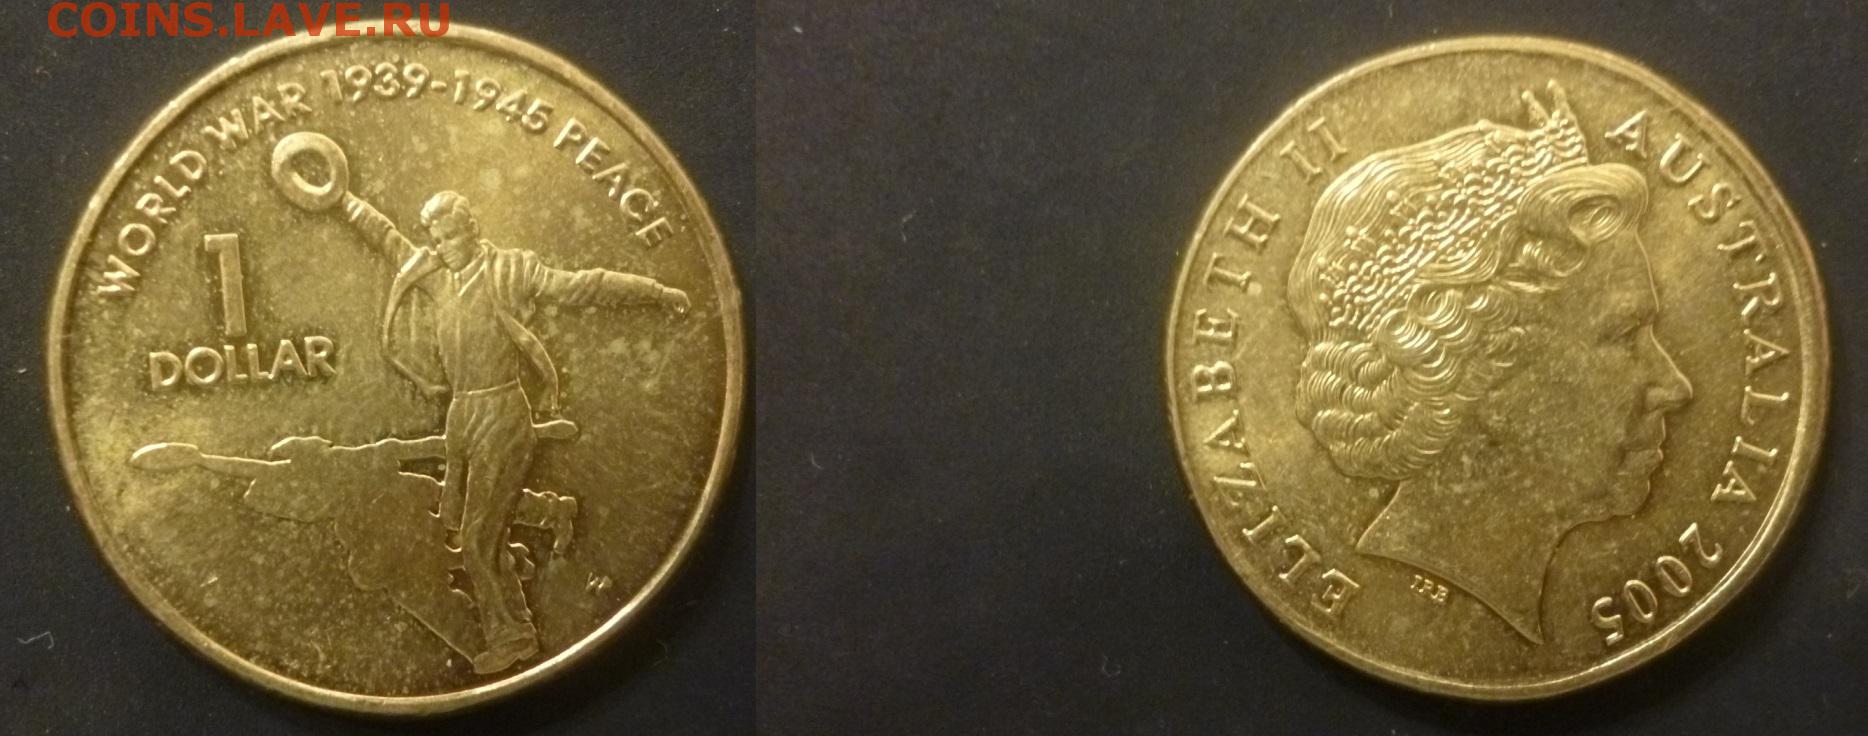 COINS.LAVE.RU
WORLD WAR 1939-1945 PEACE
1
DOLLAR
ELIZABETH II AUSTRALIA 2005
IRB